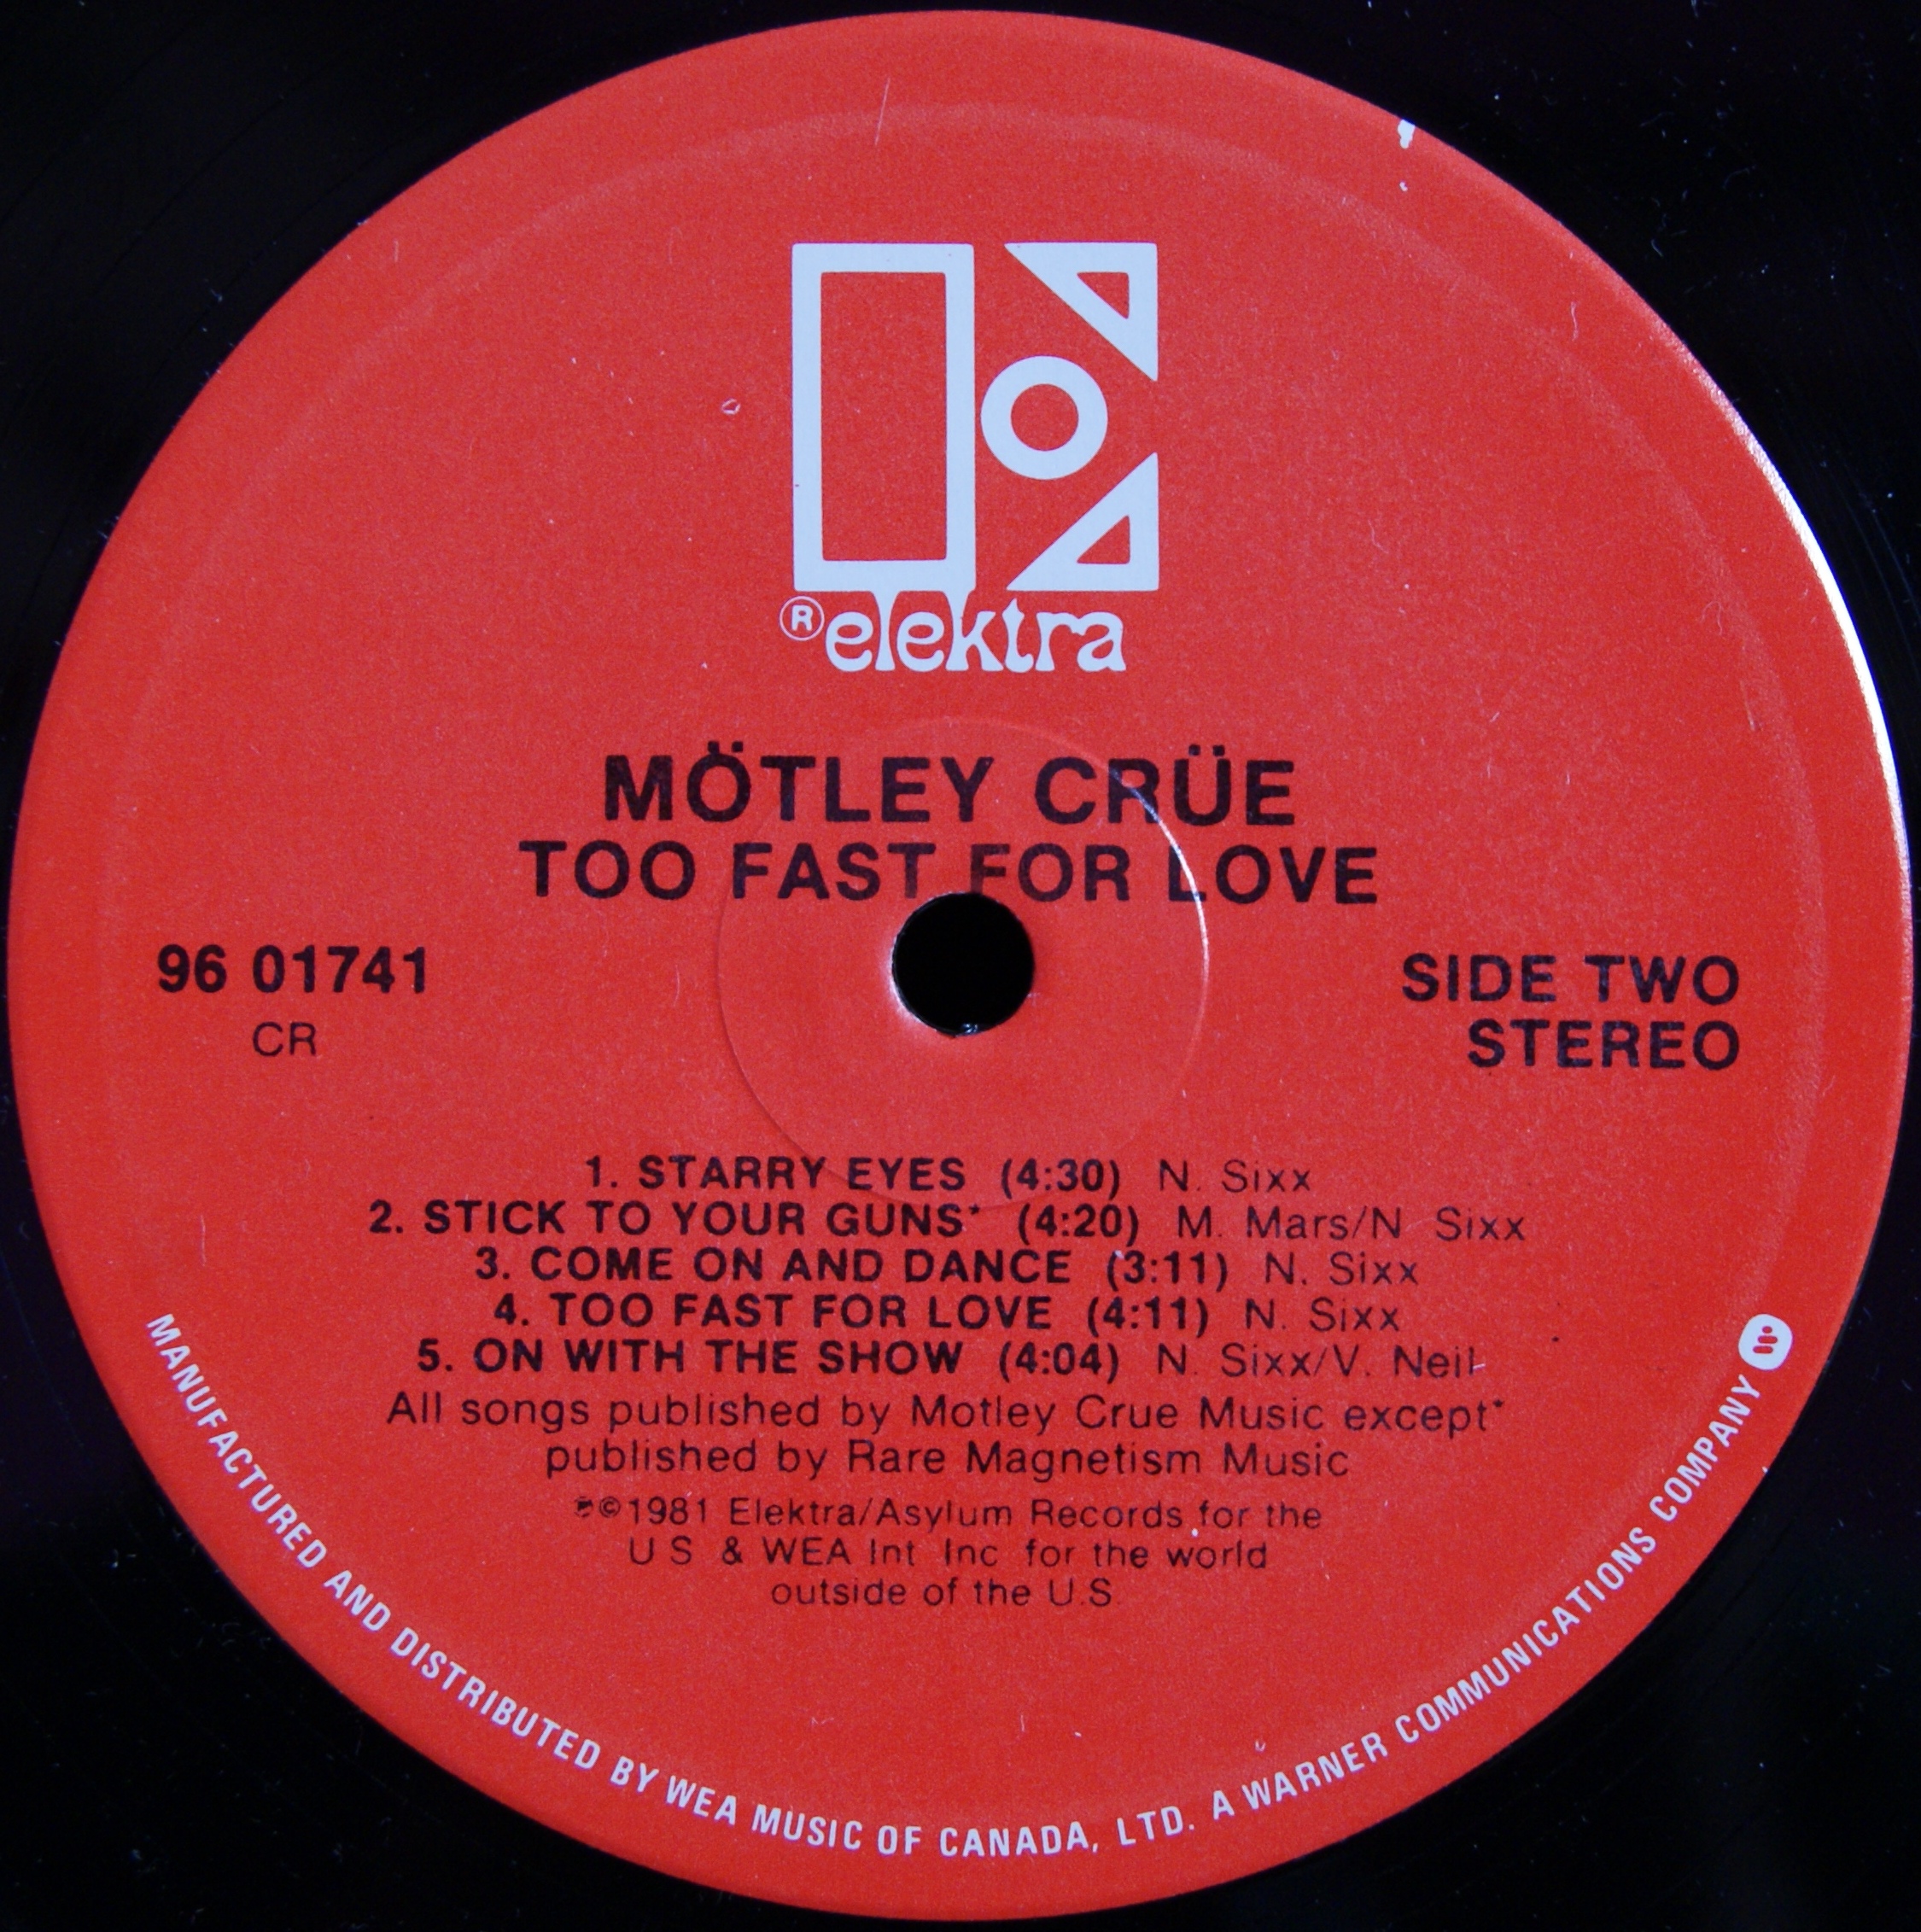 ®elektra
MÖTLEY CRÜE
TOO FAST FOR LOVE
96 01741
CR
SIDE TWO
STEREO
1. STARRY EYES (4:30) N. Sixx
2. STICK TO YOUR GUNS* (4:20) M. Mars/N Sixx
3. COME ON AND DANCE (3:11) N. Sixx
4. TOO FAST FOR LOVE (4:11) N. Sixx
5. ON WITH THE SHOW (4:04) N. Sixx/V. Neil
All songs published by Motley Crue Music except*
published by Rare Magnetism Music
℗©1981 Elektra/Asylum Records for the
U S & WEA Int Inc for the world
outside of the U.S.
MANUFACTURED AND DISTRIBUTED BY WEA MUSIC OF CANADA, LTD. A WARNER COMMUNICATIONS COMPANY